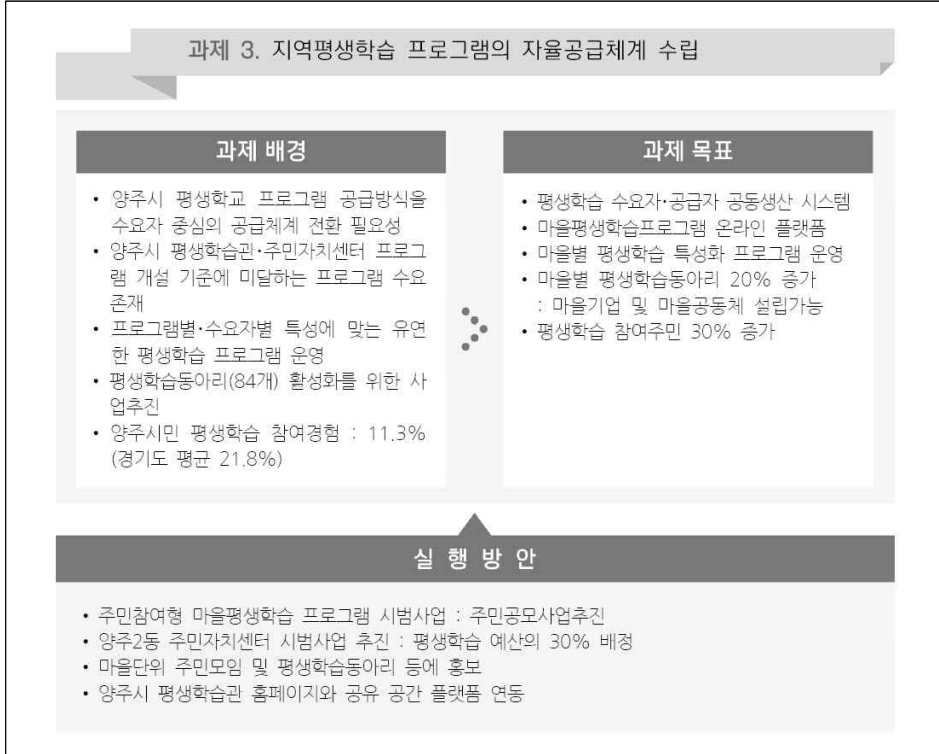 과제 3. 지역평생학습 프로그램의 자율공급체계 수립
과제 배경
• 양주시 평생학교 프로그램 공급방식을
수요자 중심의 공급체계 전환 필요성
• 양주시 평생학습관·주민자치센터 프로그
램 개설 기준에 미달하는 프로그램 수요
존재
• 프로그램별·수요자별 특성에 맞는 유연
한 평생학습 프로그램 운영
• 평생학습동아리(84개) 활성화를 위한 사
업추진
• 양주시민 평생학습 참여경험 : 11.3%
(경기도 평균 21.8%)
과제 목표
• 평생학습 수요자·공급자 공동생산 시스템
• 마을평생학습프로그램 온라인 플랫폼
• 마을별 평생학습 특성화 프로그램 운영
• 마을별 평생학습동아리 20% 증가
: 마을기업 및 마을공동체 설립가능
• 평생학습 참여주민 30% 증가
실 행 방 안
• 주민참여형 마을평생학습 프로그램 시범사업 : 주민공모사업추진
• 양주2동 주민자치센터 시범사업 추진 : 평생학습 예산의 30% 배정
• 마을단위 주민모임 및 평생학습동아리 등에 홍보
• 양주시 평생학습관 홈페이지와 공유 공간 플랫폼 연동